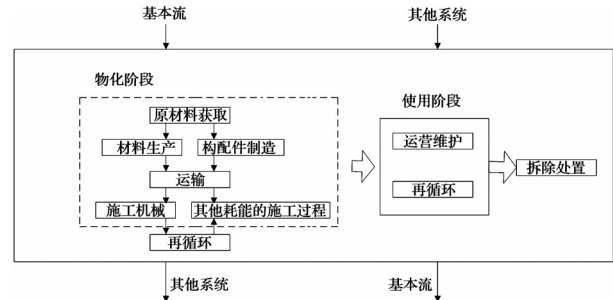 基本流
其他系统
物化阶段
原材料获取
材料生产
构配件制造
运输
施工机械
其他耗能的施工过程
再循环
使用阶段
运营维护
再循环
拆除处置
其他系统
基本流